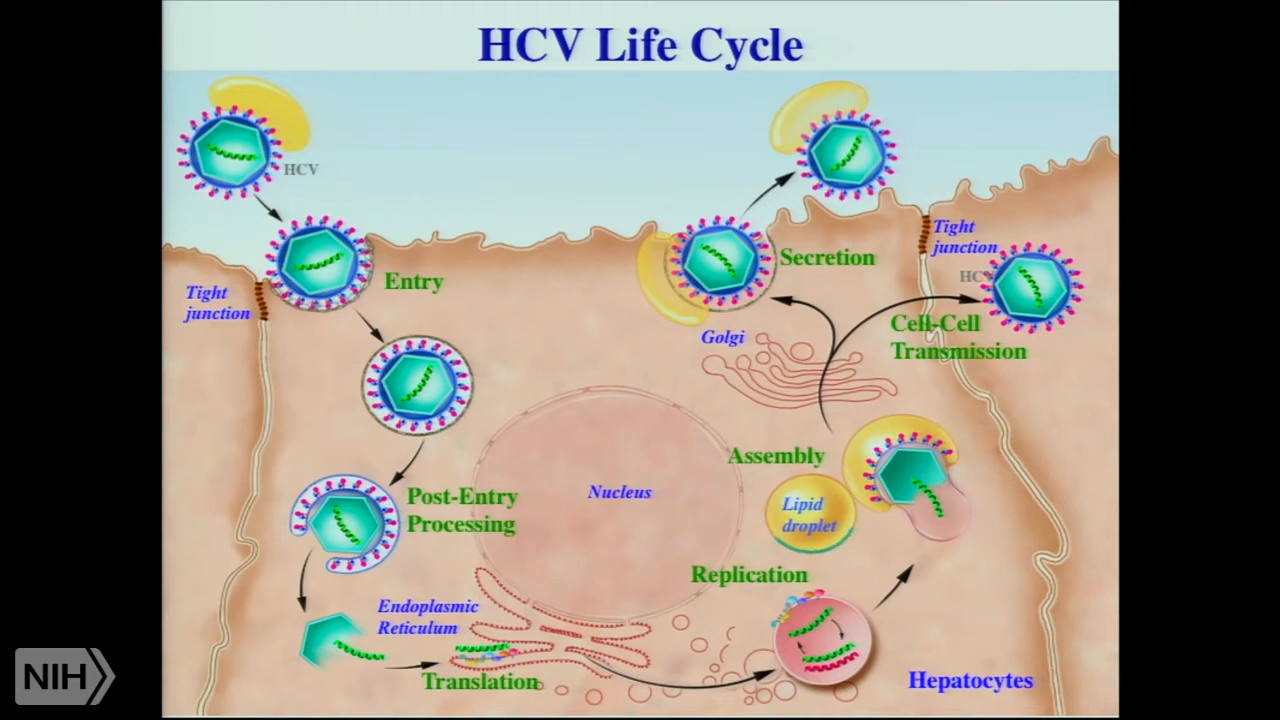 HCV Life Cycle
HCV
Entry
Tight
junction
Secretion
Tight
junction
HCV
Golgi
Cell-Cell
Transmission
Assembly
Nucleus
Lipid
droplet
Post-Entry
Processing
Replication
Endoplasmic
Reticulum
Translation
Hepatocytes
NIH